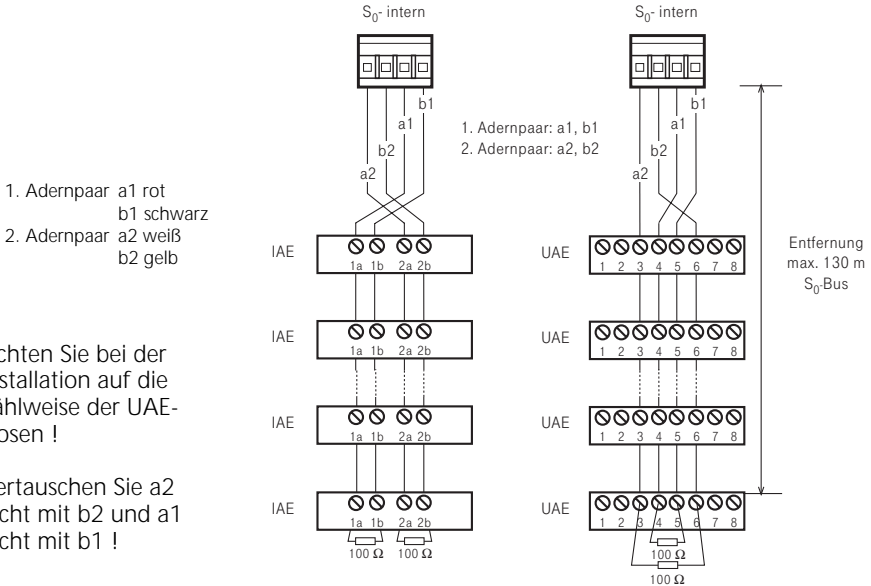 S0- intern
S0- intern
b1
a1
b2
a2
1. Adernpaar: a1, b1
2. Adernpaar: a2, b2
b1
a1
b2
a2
1. Adernpaar a1 rot
b1 schwarz
2. Adernpaar a2 weiß
b2 gelb
IAE
1a 1b 2a 2b
UAE
1 2 3 4 5 6 7 8
Entfernung
max. 130 m
S0-Bus
IAE
1a 1b 2a 2b
UAE
1 2 3 4 5 6 7 8
chten Sie bei der
stallation auf die
ählweise der UAE-
osen !
IAE
1a 1b 2a 2b
UAE
1 2 3 4 5 6 7 8
ertauschen Sie a2
cht mit b2 und a1
cht mit b1 !
IAE
1a 1b 2a 2b
100 Ω 100 Ω
UAE
1 2 3 4 5 6 7 8
100 Ω
100 Ω